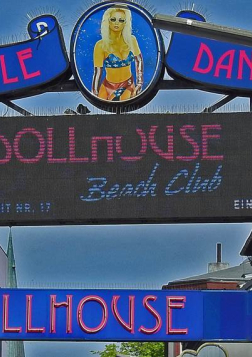 LE DAN
DOLLHOUSE
Beach Club
IT NR. 17 EIN
LLHOUSE